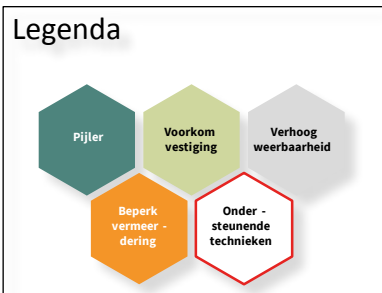 Legenda
Pijler
Voorkom
vestiging
Verhoog
weerbaarheid
Beperk
vermeer -
dering
Onder -
steunende
technieken